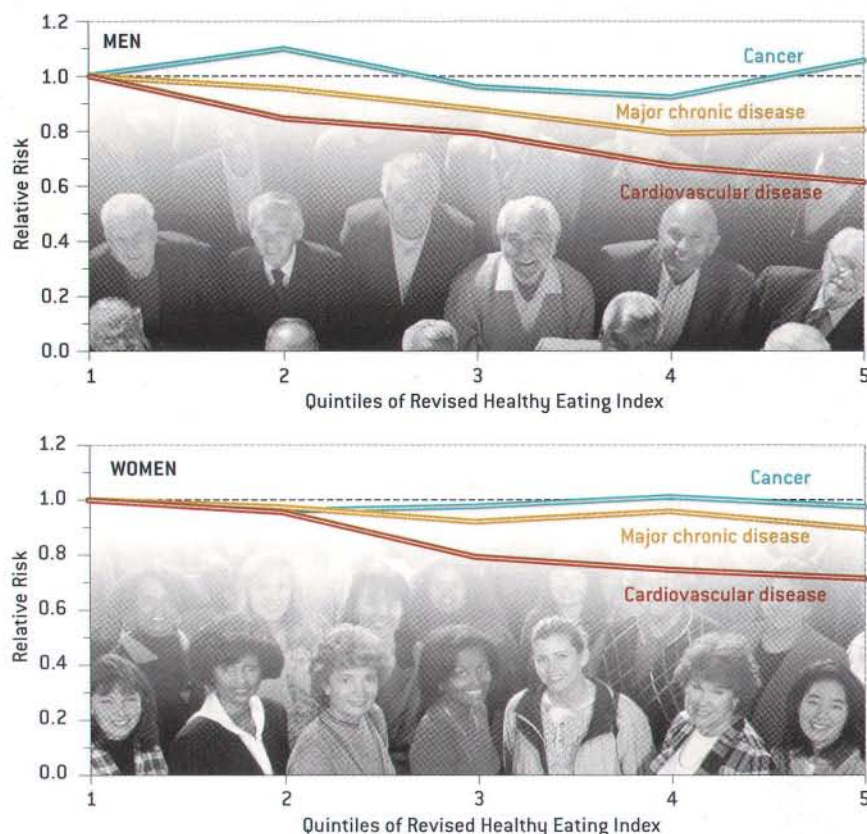 MEN
1.2
1.0
0.8
0.6
0.4
0.2
0.0
Relative Risk
Cancer
Major chronic disease
Cardiovascular disease
1 2 3 4 5
Quintiles of Revised Healthy Eating Index
WOMEN
1.2
1.0
0.8
0.6
0.4
0.2
0.0
Relative Risk
Cancer
Major chronic disease
Cardiovascular disease
1 2 3 4 5
Quintiles of Revised Healthy Eating Index